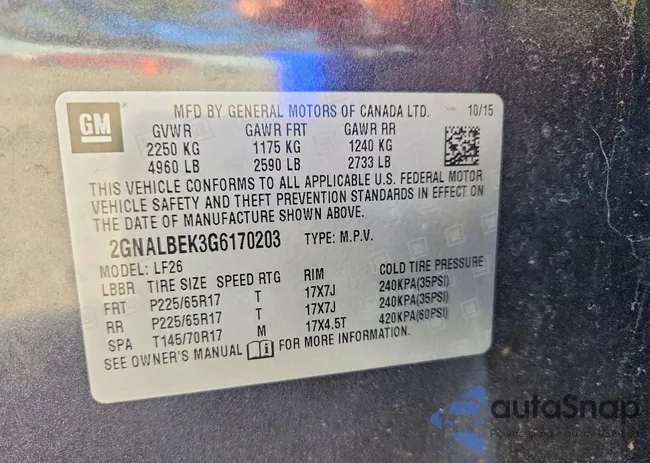 GM
MFD BY GENERAL MOTORS OF CANADA LTD. 10/15
GVWR GAWR FRT GAWR RR
2250 KG 1175 KG 1240 KG
4960 LB 2590 LB 2733 LB
THIS VEHICLE CONFORMS TO ALL APPLICABLE U.S. FEDERAL MOTOR
VEHICLE SAFETY AND THEFT PREVENTION STANDARDS IN EFFECT ON
THE DATE OF MANUFACTURE SHOWN ABOVE.
2GNALBEK3G6170203 TYPE: M.P.V.
MODEL: LF26
LBBR TIRE SIZE SPEED RTG RIM COLD TIRE PRESSURE
FRT P225/65R17 T 17X7J 240KPA(35PSI)
RR P225/65R17 T 17X7J 240KPA(35PSI)
SPA T145/70R17 M 17X4.5T 420KPA(60PSI)
SEE OWNER'S MANUAL FOR MORE INFORMATION.
autoSnap